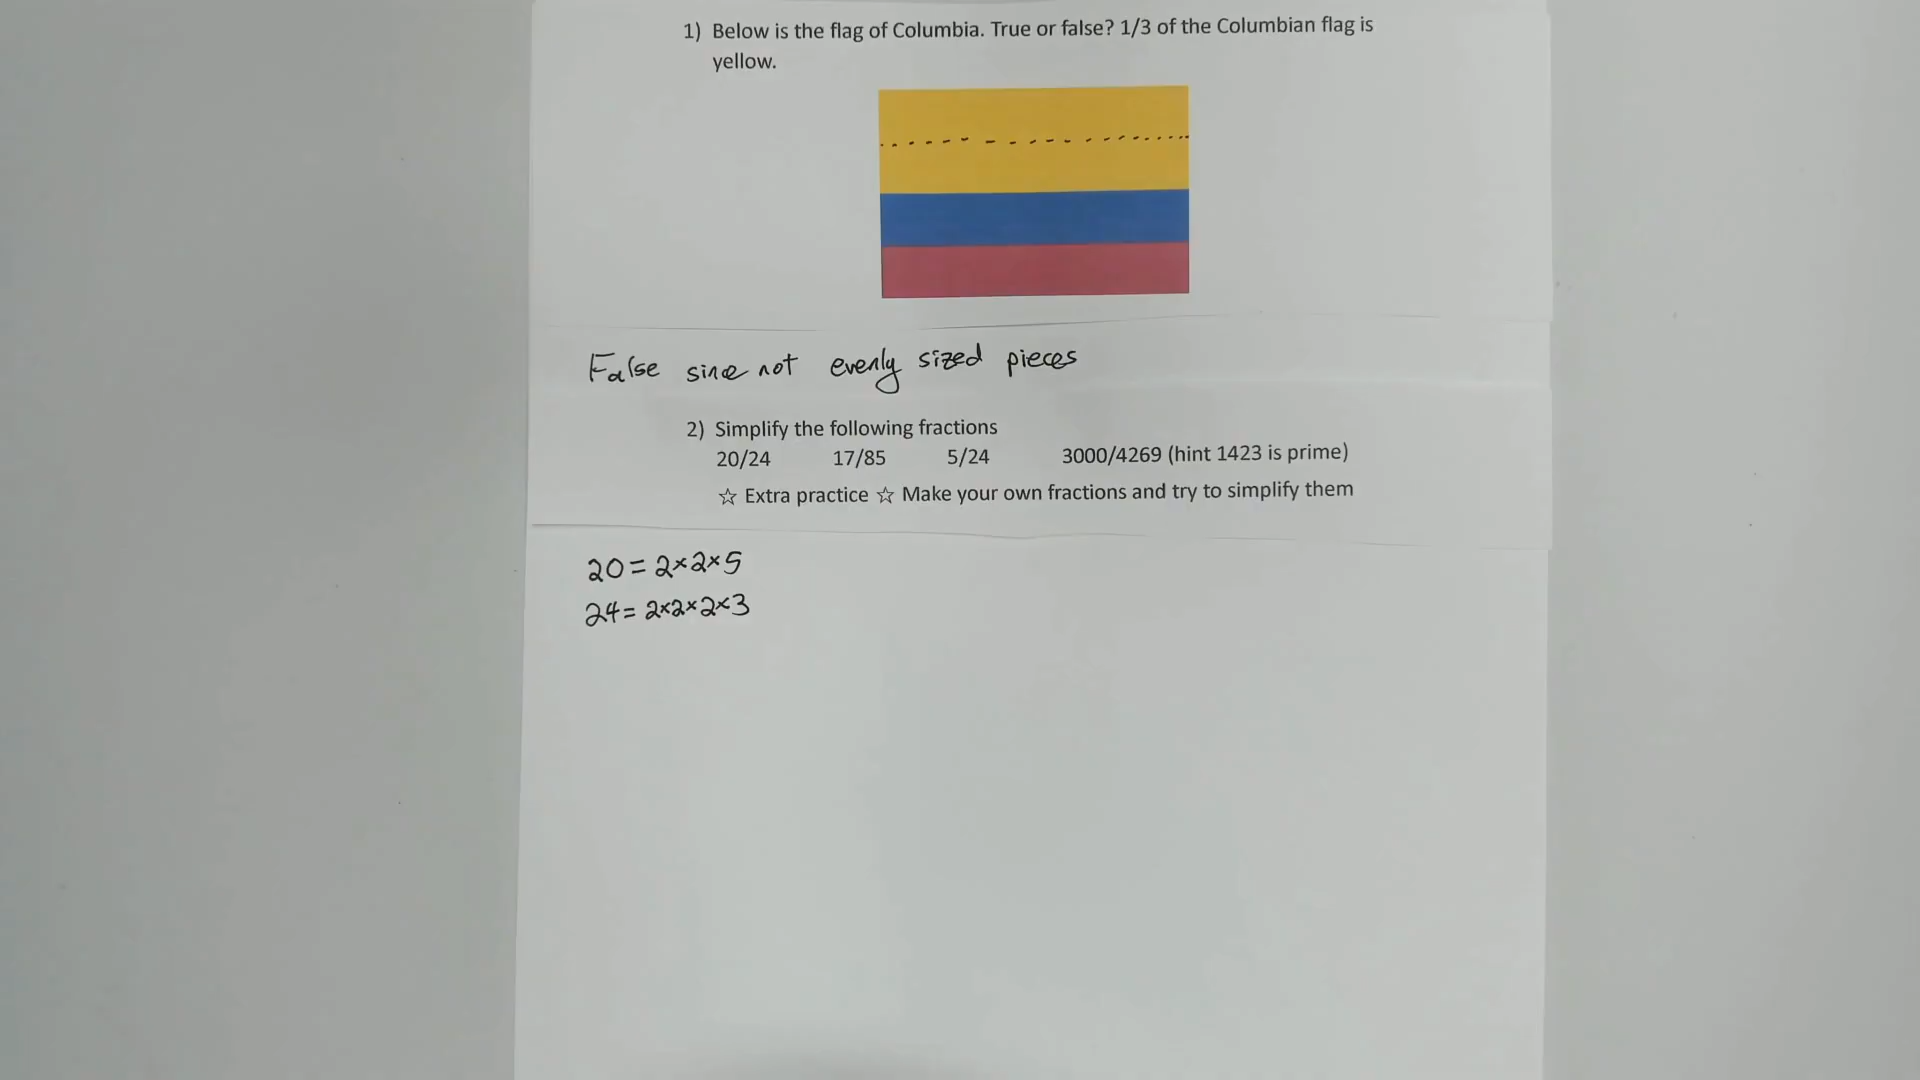 1) Below is the flag of Columbia. True or false? 1/3 of the Columbian flag is
yellow.
False since not evenly sized pieces
2) Simplify the following fractions
20/24 17/85 5/24 3000/4269 (hint 1423 is prime)
☆ Extra practice ☆ Make your own fractions and try to simplify them
20 = 2×2×5
24 = 2×2×2×3